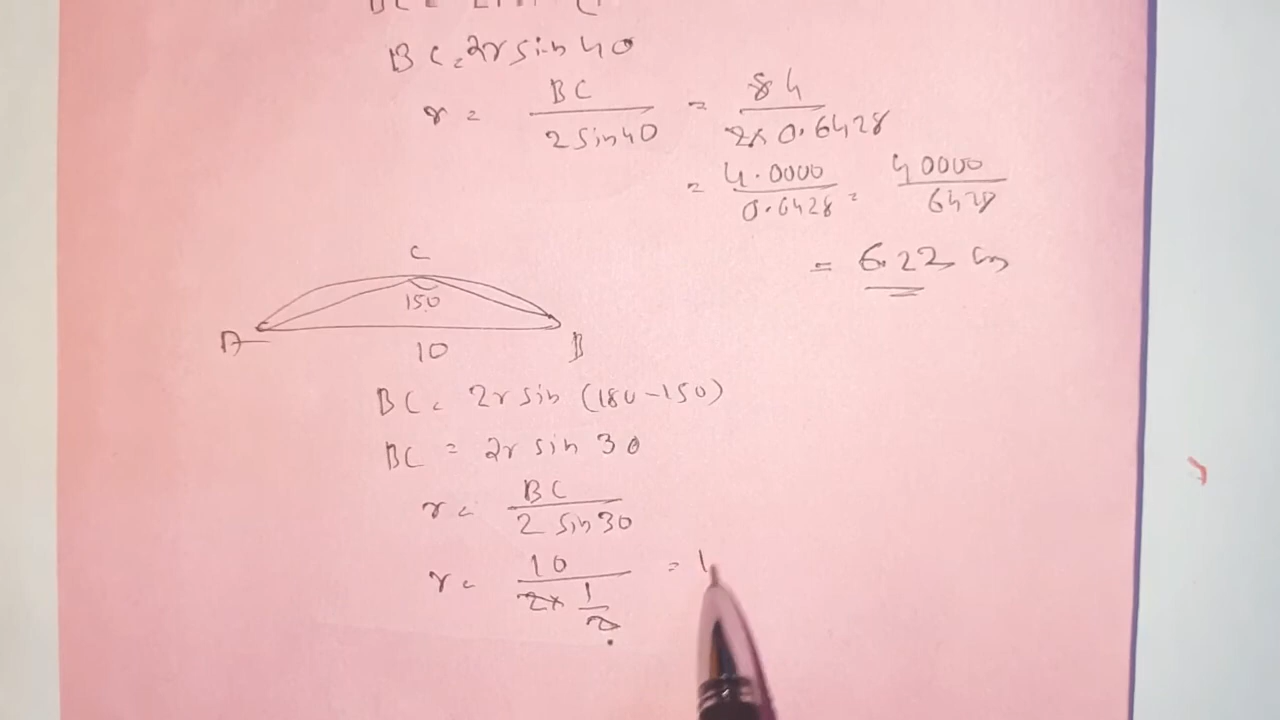 BC = 2r sin 40
r = BC / 2 sin 40 = 8 4 / 2 × 0.6428
= 4.0000 / 0.6428 = 40000 / 6428
= 6.22 cm
C
150
A 10 B
BC = 2r sin (180-150)
BC = 2r sin 30
r = BC / 2 sin 30
r = 10 / 2 × 1/2 = 1